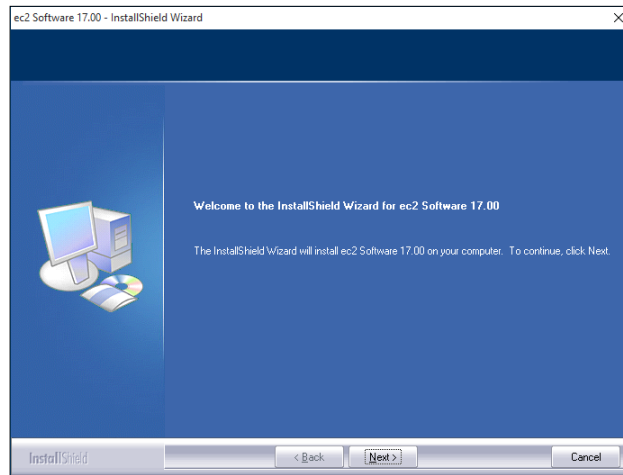 ec2 Software 17.00 - InstallShield Wizard
Welcome to the InstallShield Wizard for ec2 Software 17.00
The InstallShield Wizard will install ec2 Software 17.00 on your computer. To continue, click Next.
InstallShield
< Back
Next >
Cancel